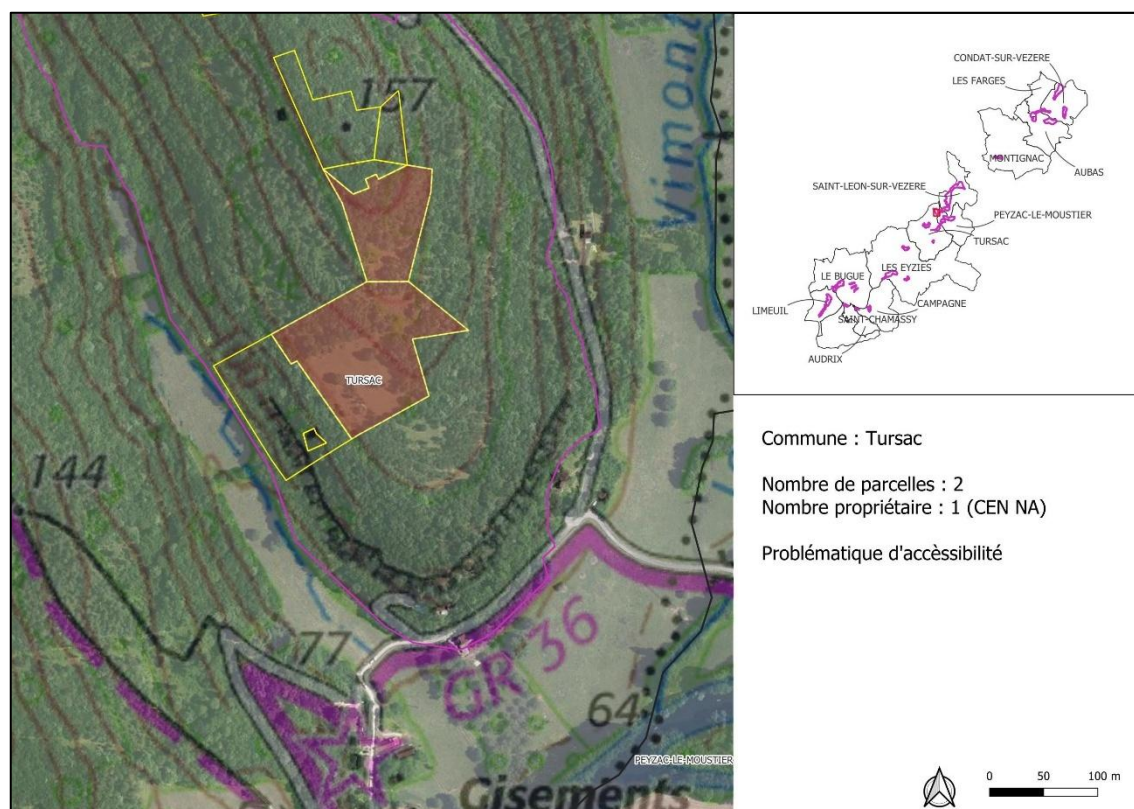 157
Vimont
TURSAC
144
77
GR 36
64
PEYZAC-LE-MOUSTIER
Gisements
CONDAT-SUR-VEZERE
LES FARGES
MONTIGNAC
AUBAS
SAINT-LEON-SUR-VEZERE
PEYZAC-LE-MOUSTIER
TURSAC
LES EYZIES
LE BUGUE
CAMPAGNE
LIMEUIL
SAINT-CHAMASSY
AUDRIX
Commune : Tursac
Nombre de parcelles : 2
Nombre propriétaire : 1 (CEN NA)
Problématique d'accèssibilité
0 50 100 m